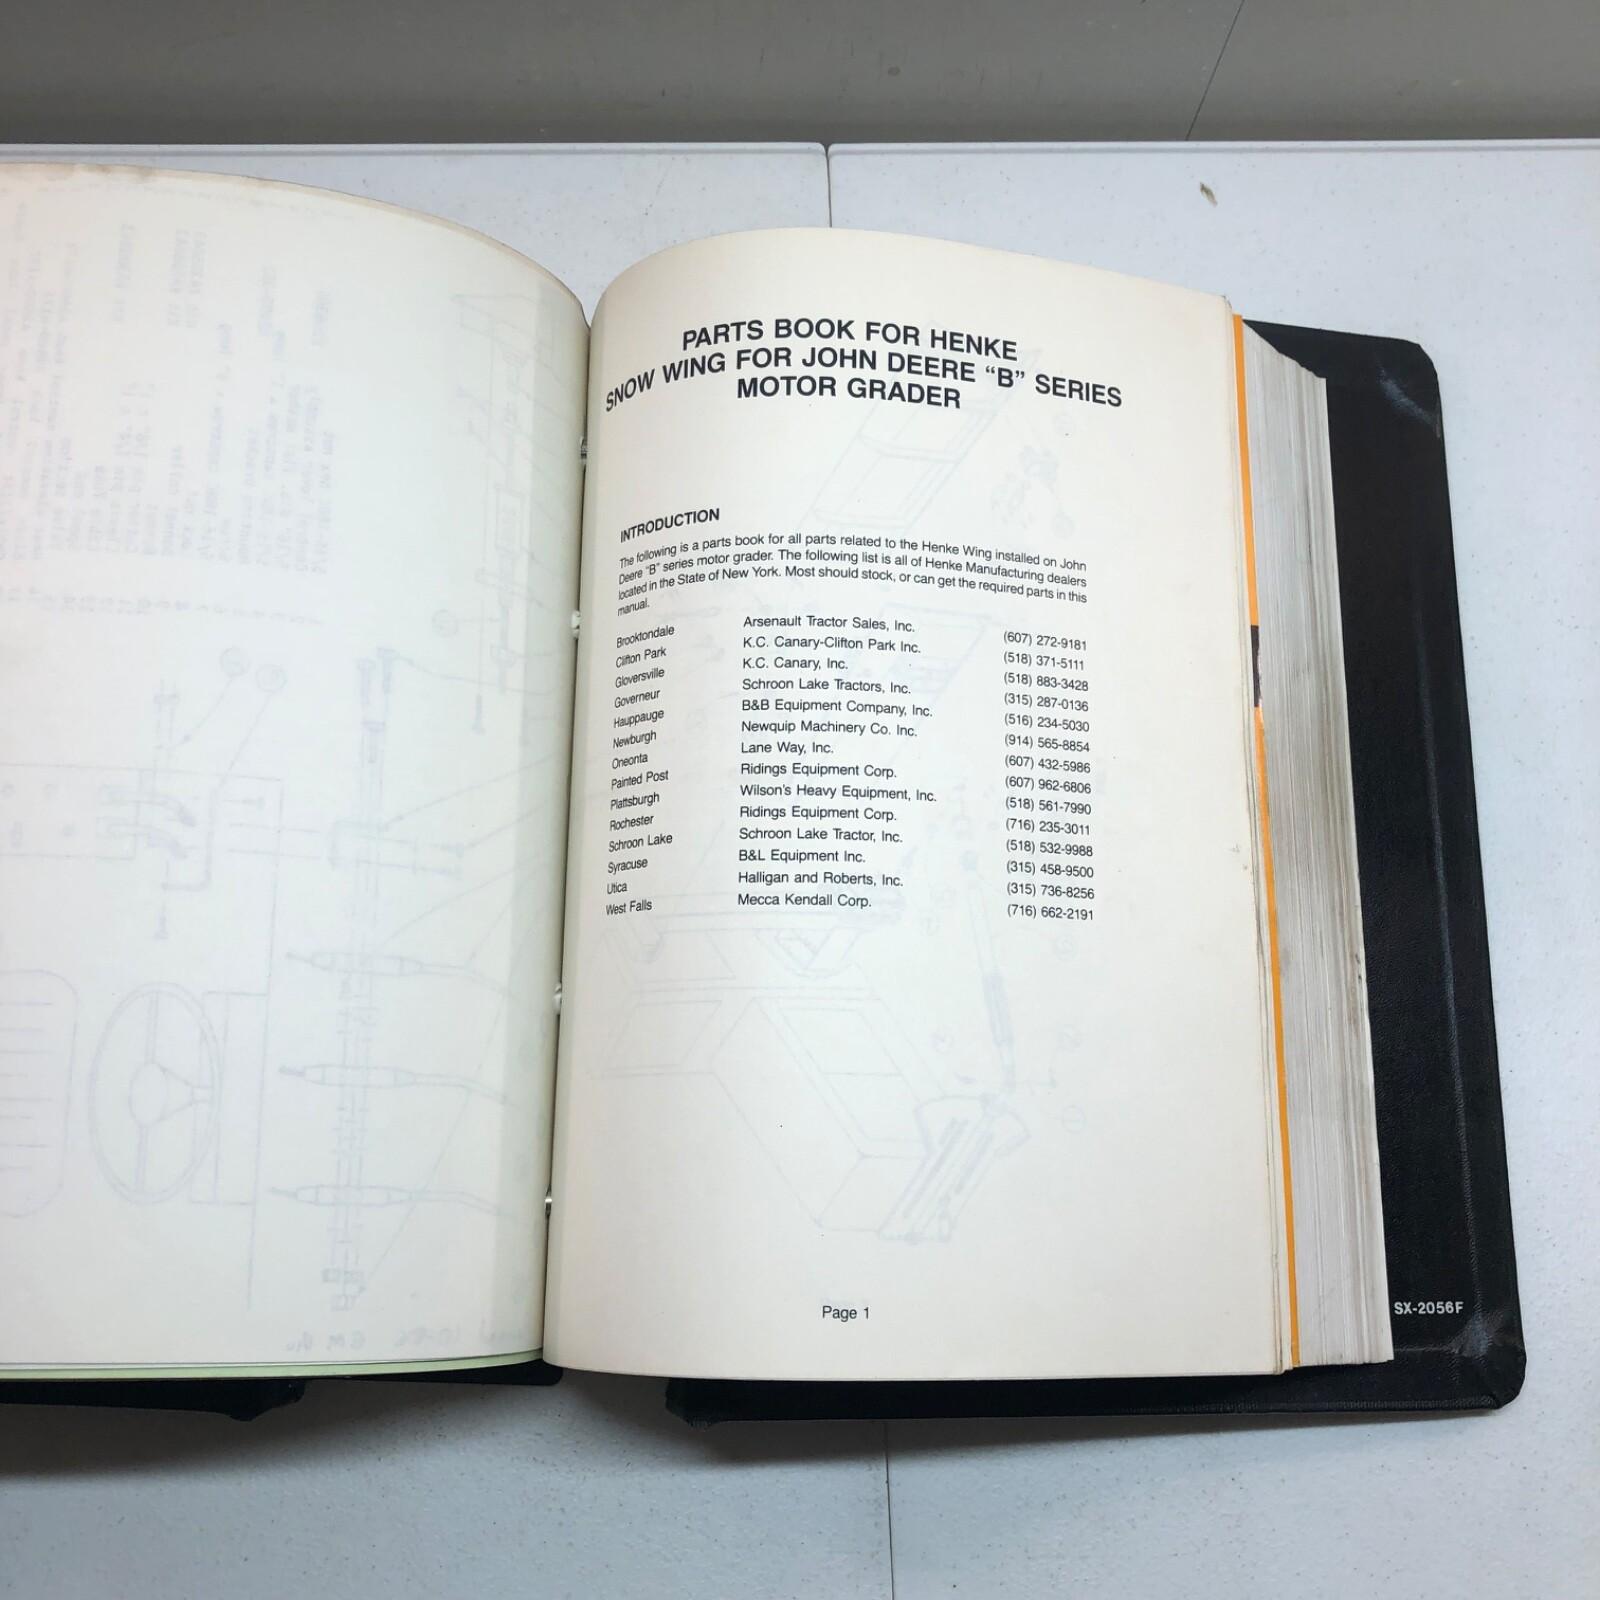 PARTS BOOK FOR HENKE
SNOW WING FOR JOHN DEERE “B” SERIES
MOTOR GRADER
INTRODUCTION
The following is a parts book for all parts related to the Henke Wing installed on John
Deere “B” series motor grader. The following list is all of Henke Manufacturing dealers
located in the State of New York. Most should stock, or can get the required parts in this
manual.
Brooktondale Arsenault Tractor Sales, Inc. (607) 272-9181
Clifton Park K.C. Canary-Clifton Park Inc. (518) 371-5111
Gloversville K.C. Canary, Inc. (518) 883-3428
Governeur Schroon Lake Tractors, Inc. (315) 287-0136
Hauppauge B&B Equipment Company, Inc. (516) 234-5030
Newburgh Newquip Machinery Co. Inc. (914) 565-8854
Oneonta Lane Way, Inc. (607) 432-5986
Painted Post Ridings Equipment Corp. (607) 962-6806
Plattsburgh Wilson's Heavy Equipment, Inc. (518) 561-7990
Rochester Ridings Equipment Corp. (716) 235-3011
Schroon Lake Schroon Lake Tractor, Inc. (518) 532-9988
Syracuse B&L Equipment Inc. (315) 458-9500
Utica Halligan and Roberts, Inc. (315) 736-8256
West Falls Mecca Kendall Corp. (716) 662-2191
Page 1
SX-2056F